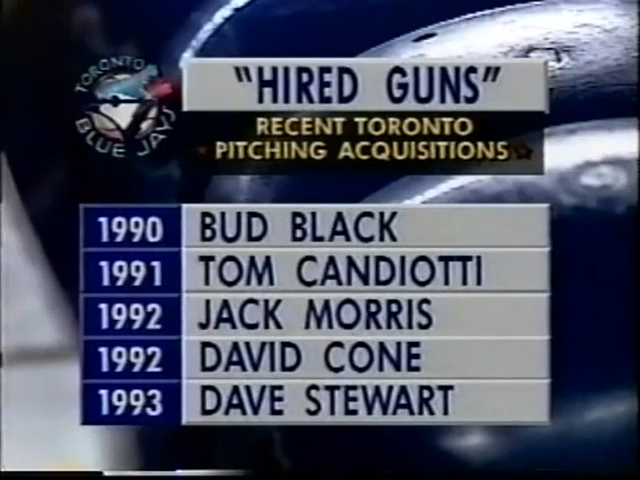 TORONTO
BLUE JAYS
"HIRED GUNS"
RECENT TORONTO
PITCHING ACQUISITIONS
1990 BUD BLACK
1991 TOM CANDIOTTI
1992 JACK MORRIS
1992 DAVID CONE
1993 DAVE STEWART